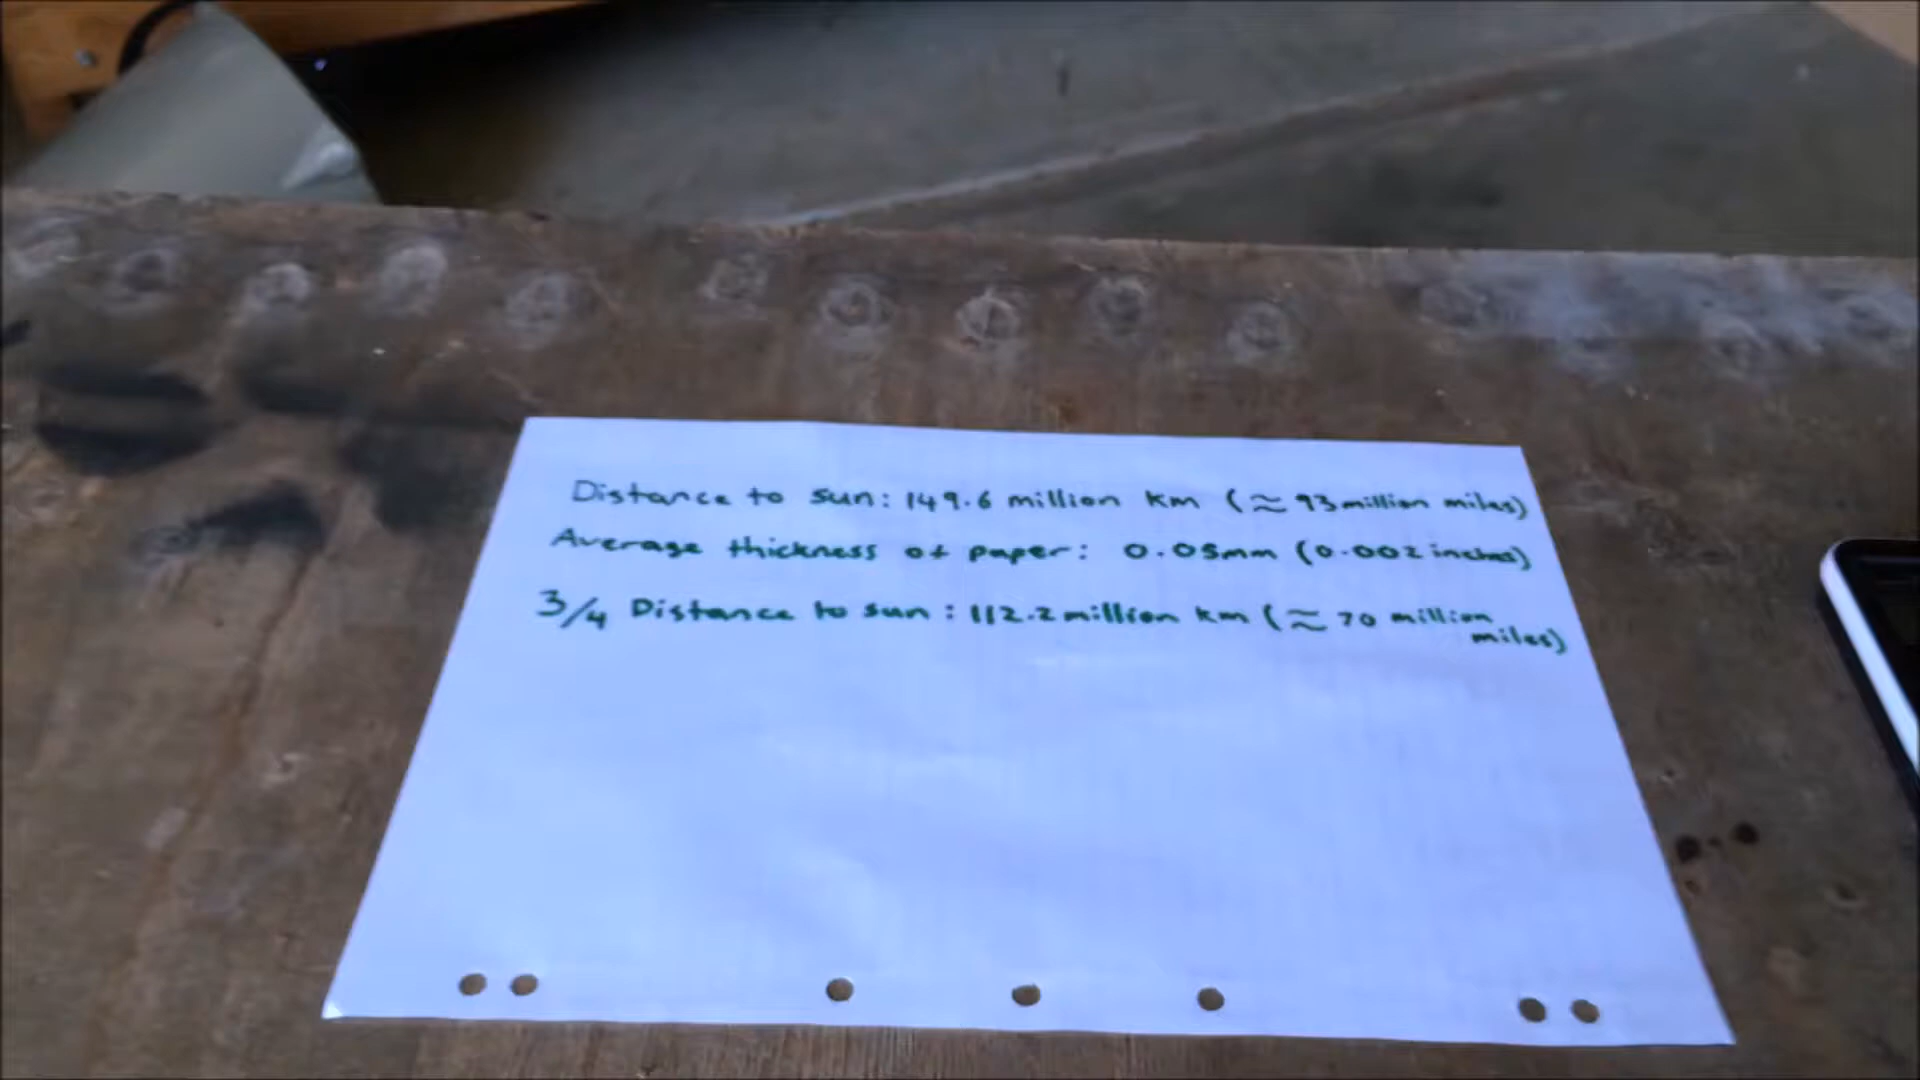 Distance to sun: 149.6 million km (≈ 93 million miles)
Average thickness of paper: 0.05mm (0.002 inches)
3/4 Distance to sun: 112.2 million km (≈ 70 million
miles)